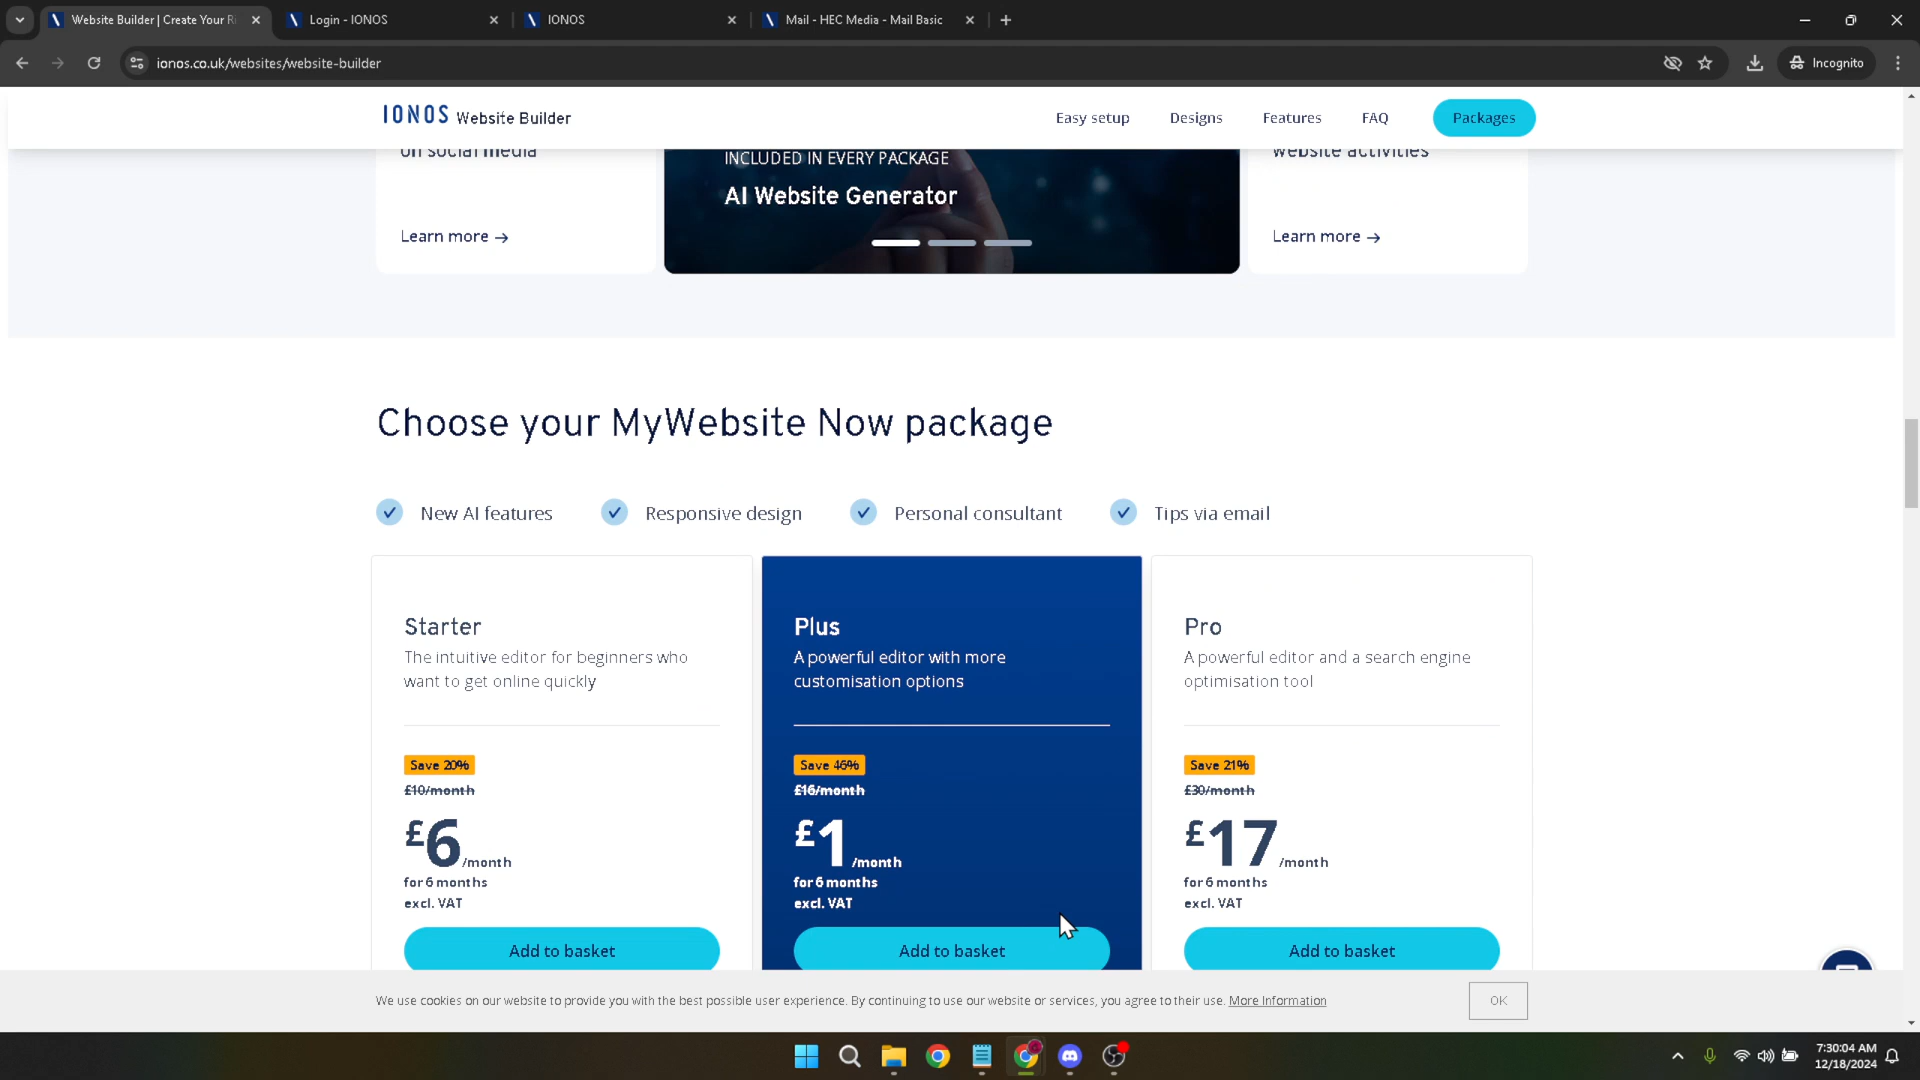 Website Builder | Create Your R
Login - IONOS
IONOS
Mail - HEC Media - Mail Basic
ionos.co.uk/websites/website-builder
Incognito
IONOS Website Builder
Easy setup
Designs
Features
FAQ
Packages
on social media
INCLUDED IN EVERY PACKAGE
website activities
AI Website Generator
Learn more →
Learn more →
Choose your MyWebsite Now package
New AI features
Responsive design
Personal consultant
Tips via email
Starter
The intuitive editor for beginners who
want to get online quickly
Save 20%
£10/month
£6/month
for 6 months
excl. VAT
Add to basket
Plus
A powerful editor with more
customisation options
Save 46%
£16/month
£1/month
for 6 months
excl. VAT
Add to basket
Pro
A powerful editor and a search engine
optimisation tool
Save 21%
£30/month
£17/month
for 6 months
excl. VAT
Add to basket
We use cookies on our website to provide you with the best possible user experience. By continuing to use our website or services, you agree to their use. More Information
OK
7:30:04 AM
12/18/2024